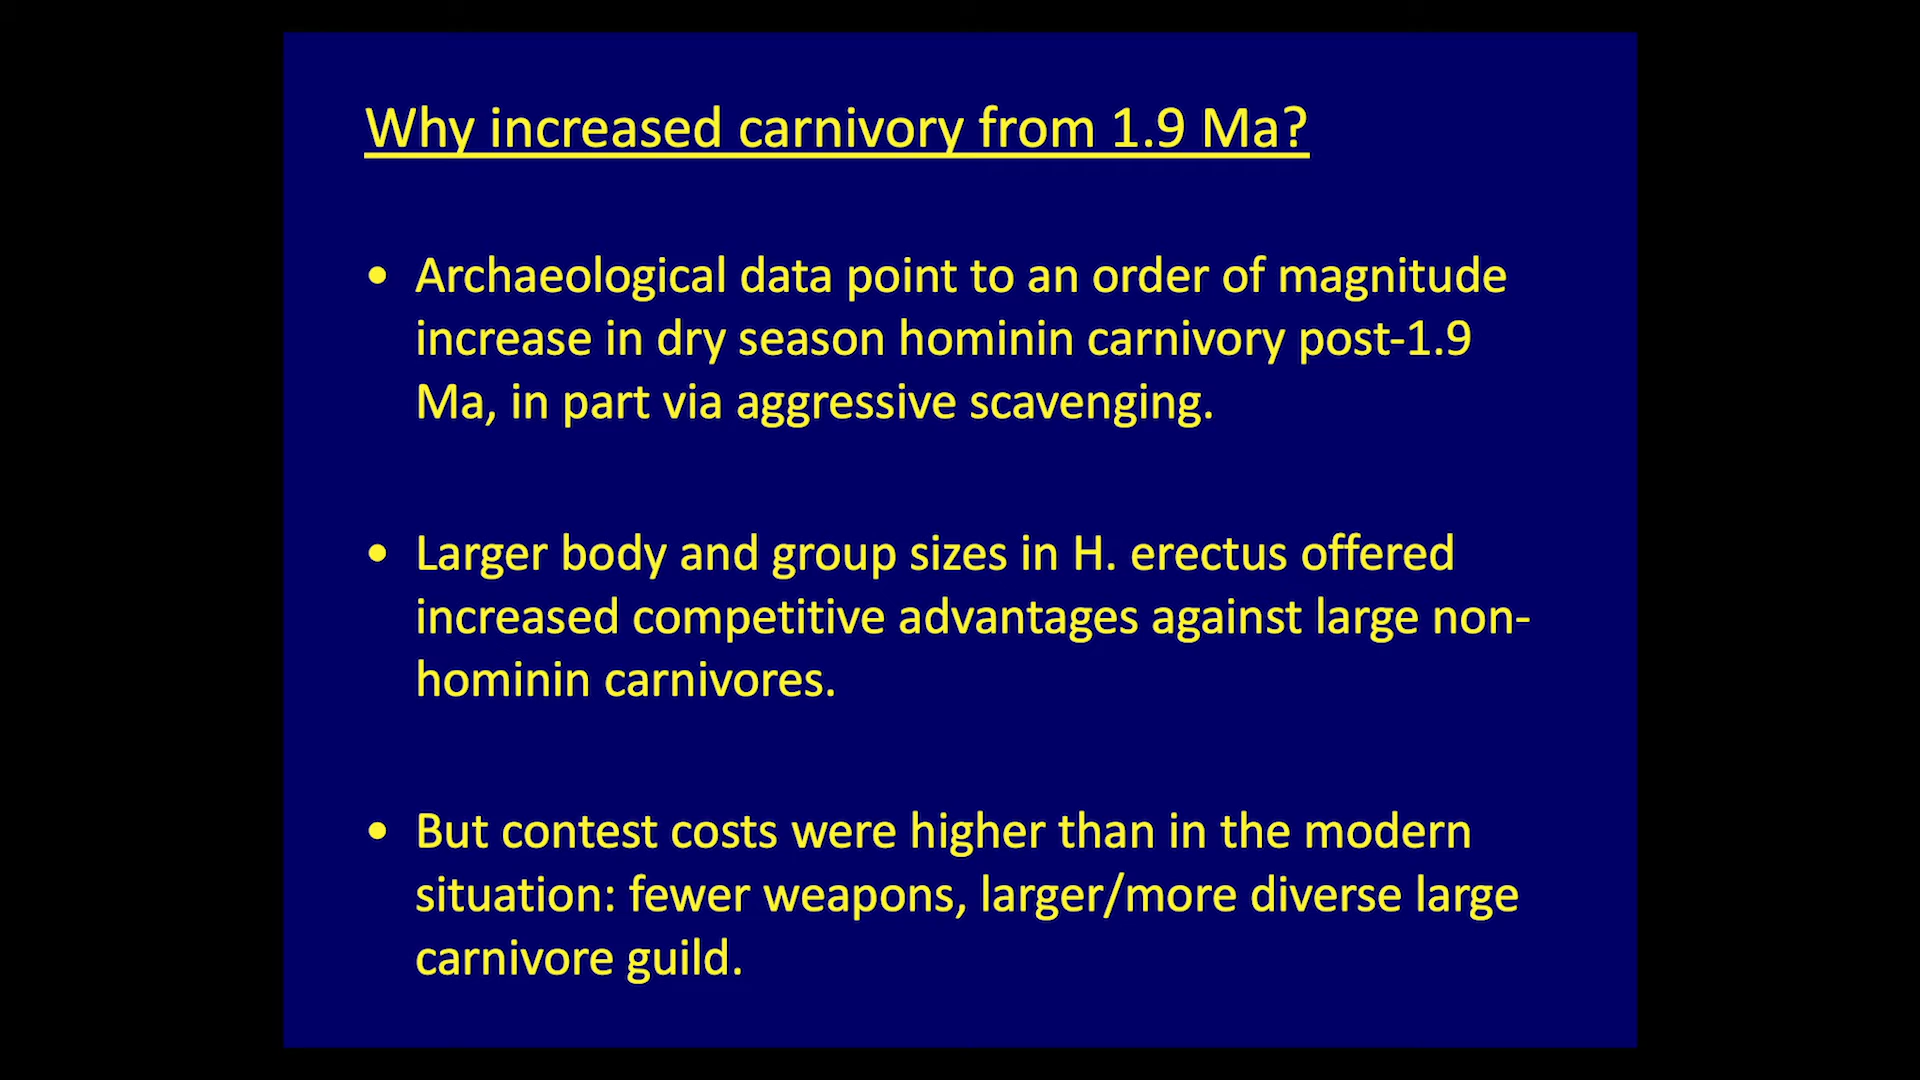 Why increased carnivory from 1.9 Ma?
• Archaeological data point to an order of magnitude
increase in dry season hominin carnivory post-1.9
Ma, in part via aggressive scavenging.
• Larger body and group sizes in H. erectus offered
increased competitive advantages against large non-
hominin carnivores.
• But contest costs were higher than in the modern
situation: fewer weapons, larger/more diverse large
carnivore guild.